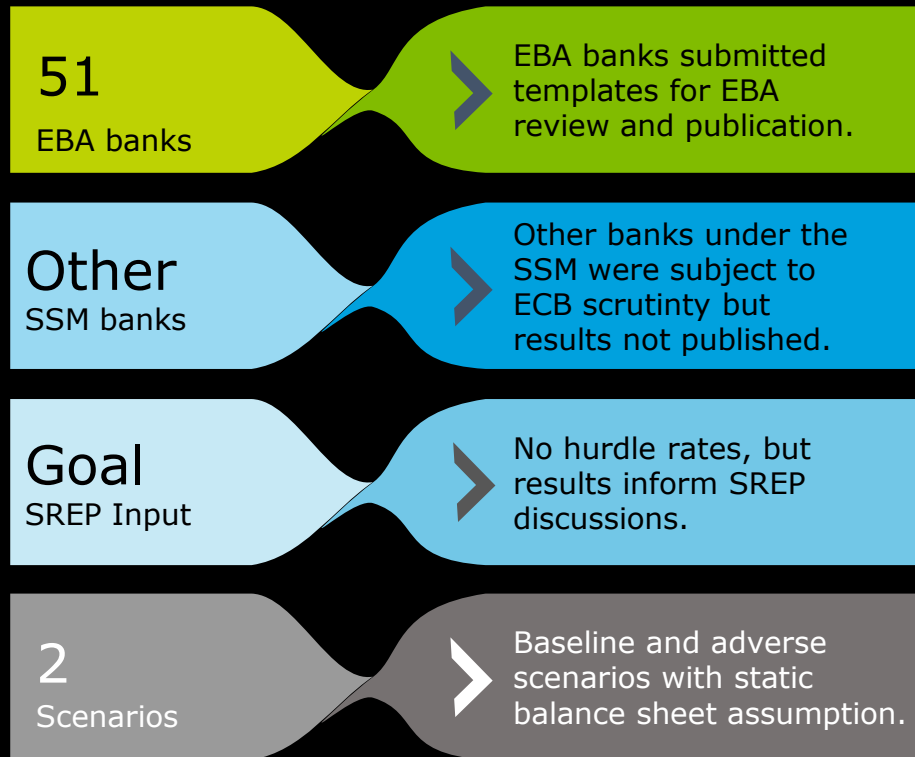 51
EBA banks
EBA banks submitted
templates for EBA
review and publication.
Other
SSM banks
Other banks under the
SSM were subject to
ECB scrutinty but
results not published.
Goal
SREP Input
No hurdle rates, but
results inform SREP
discussions.
2
Scenarios
Baseline and adverse
scenarios with static
balance sheet assumption.